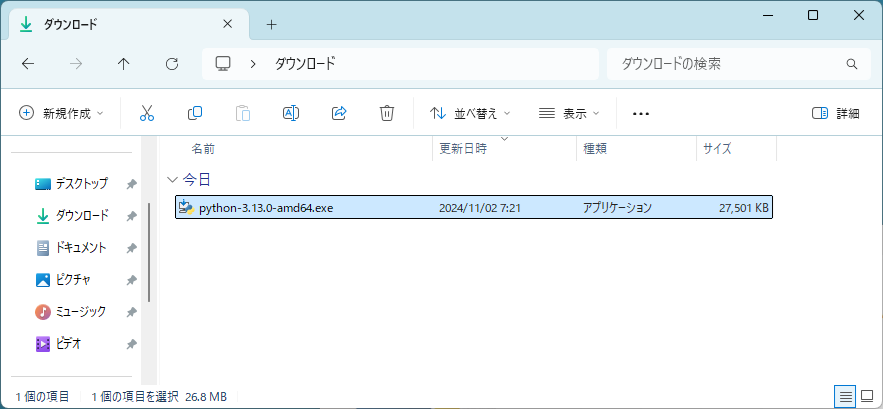 ダウンロード
ダウンロード
ダウンロードの検索
新規作成
並べ替え
表示
詳細
名前 更新日時 種類 サイズ
今日
python-3.13.0-amd64.exe 2024/11/02 7:21 アプリケーション 27,501 KB
デスクトップ
ダウンロード
ドキュメント
ピクチャ
ミュージック
ビデオ
1 個の項目 1 個の項目を選択 26.8 MB